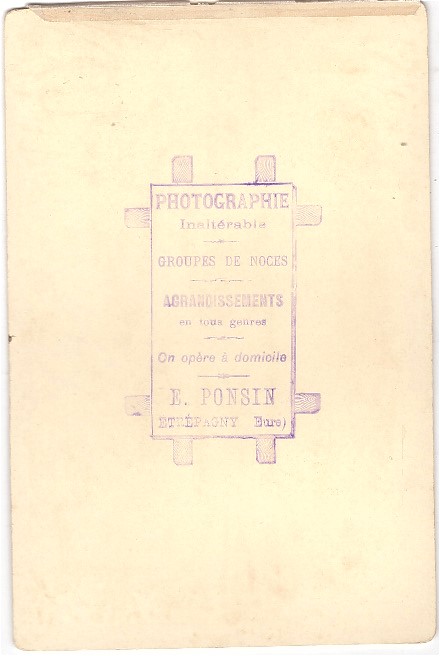 PHOTOGRAPHIE
Inaltérable
GROUPES DE NOCES
AGRANDISSEMENTS
en tous genres
On opère à domicile
E. PONSIN
ETRÉPAGNY Eure)